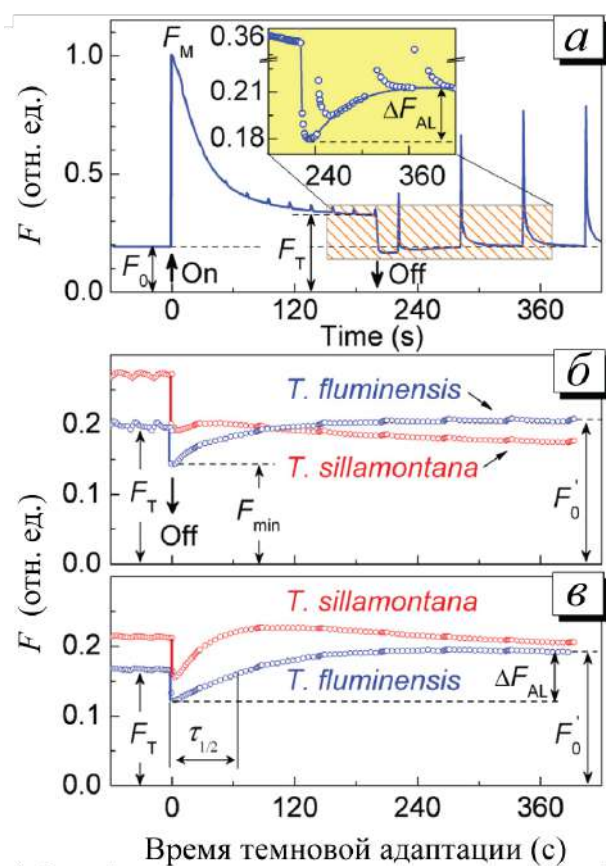 а
F (отн. ед.)
1.0
0.5
0.0
F_M
F_0
On
F_T
Off
0.36
0.21
0.18
ΔF_AL
240 360
0 120 240 360
Time (s)
б
F (отн. ед.)
0.2
0.1
0.0
T. fluminensis
T. sillamontana
F_T
Off
F_min
F_0'
в
0.2
0.1
0.0
T. sillamontana
T. fluminensis
F_T
τ_1/2
ΔF_AL
F_0'
0 120 240 360
Время темновой адаптации (с)